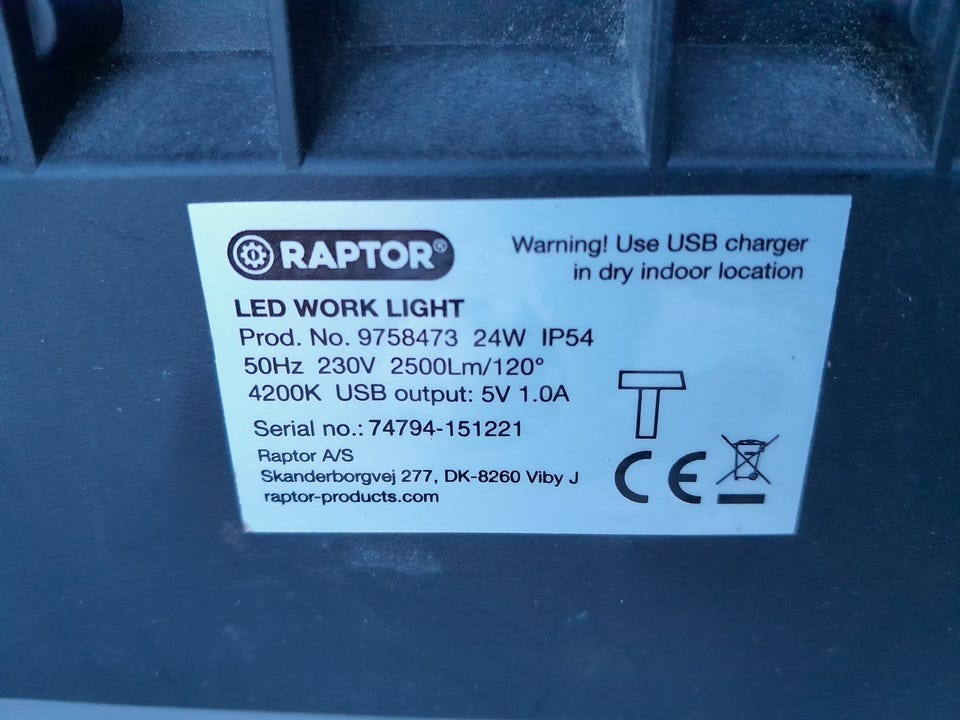 RAPTOR®
Warning! Use USB charger
in dry indoor location
LED WORK LIGHT
Prod. No. 9758473 24W IP54
50Hz 230V 2500Lm/120°
4200K USB output: 5V 1.0A
Serial no.: 74794-151221
Raptor A/S
Skanderborgvej 277, DK-8260 Viby J
raptor-products.com
CE